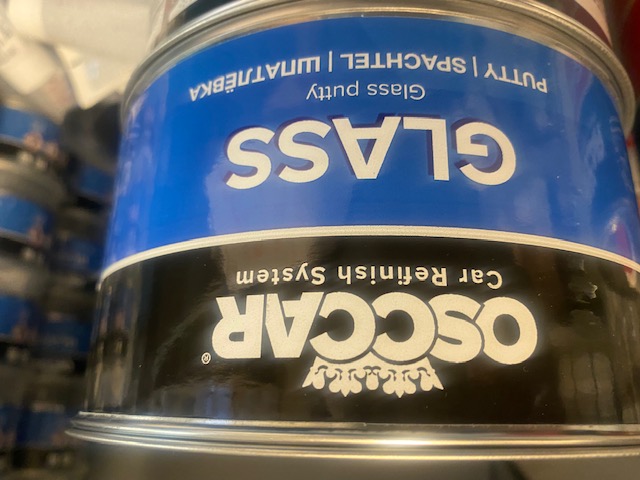 OSCCAR®
Car Refinish System
GLASS
Glass putty
PUTTY | SPACHTEL | ШПАТЛЁВКА